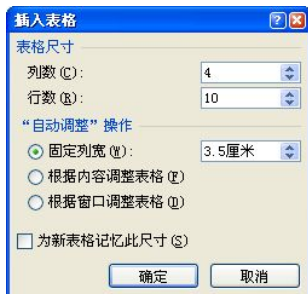 插入表格
表格尺寸
列数(C): 4
行数(R): 10
“自动调整”操作
固定列宽(W): 3.5厘米
根据内容调整表格(F)
根据窗口调整表格(D)
为新表格记忆此尺寸(S)
确定 取消